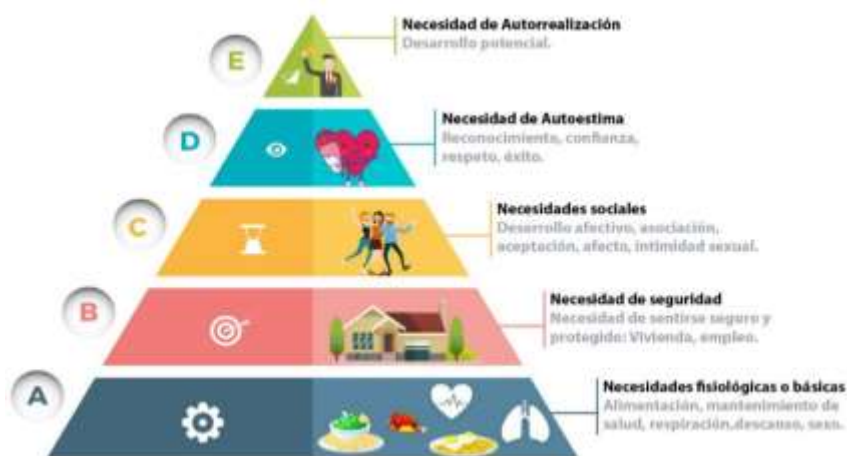 E
Necesidad de Autorrealización
Desarrollo potencial.
D
Necesidad de Autoestima
Reconocimiento, confianza,
respeto, éxito.
C
Necesidades sociales
Desarrollo afectivo, asociación,
aceptación, afecto, intimidad sexual.
B
Necesidad de seguridad
Necesidad de sentirse seguro y
protegido: Vivienda, empleo.
A
Necesidades fisiológicas o básicas
Alimentación, mantenimiento de
salud, respiración,descanso, sexo.